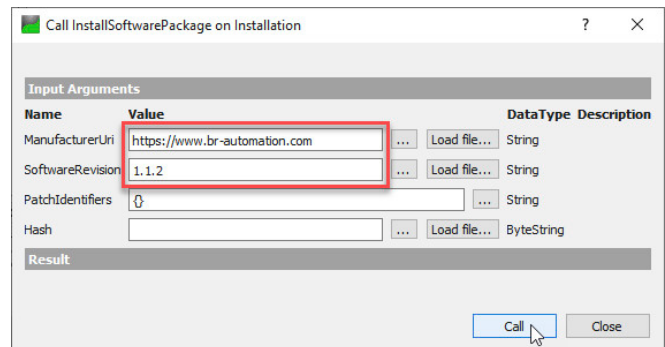 Call InstallSoftwarePackage on Installation ? ×
Input Arguments
Name Value DataType Description
ManufacturerUri https://www.br-automation.com ... Load file... String
SoftwareRevision 1.1.2 ... Load file... String
PatchIdentifiers {} ... String
Hash ... Load file... ByteString
Result
Call Close